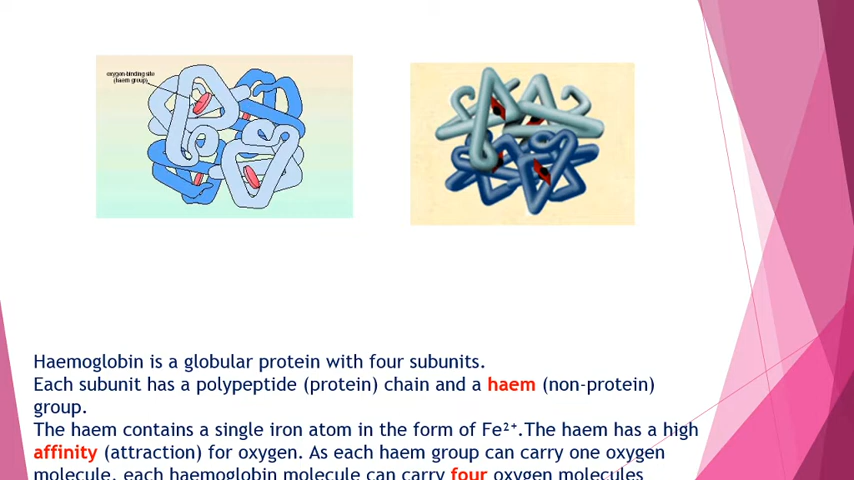 oxygen-binding site
(haem group)
Haemoglobin is a globular protein with four subunits.
Each subunit has a polypeptide (protein) chain and a haem (non-protein)
group.
The haem contains a single iron atom in the form of Fe²⁺.The haem has a high
affinity (attraction) for oxygen. As each haem group can carry one oxygen
molecule, each haemoglobin molecule can carry four oxygen molecules